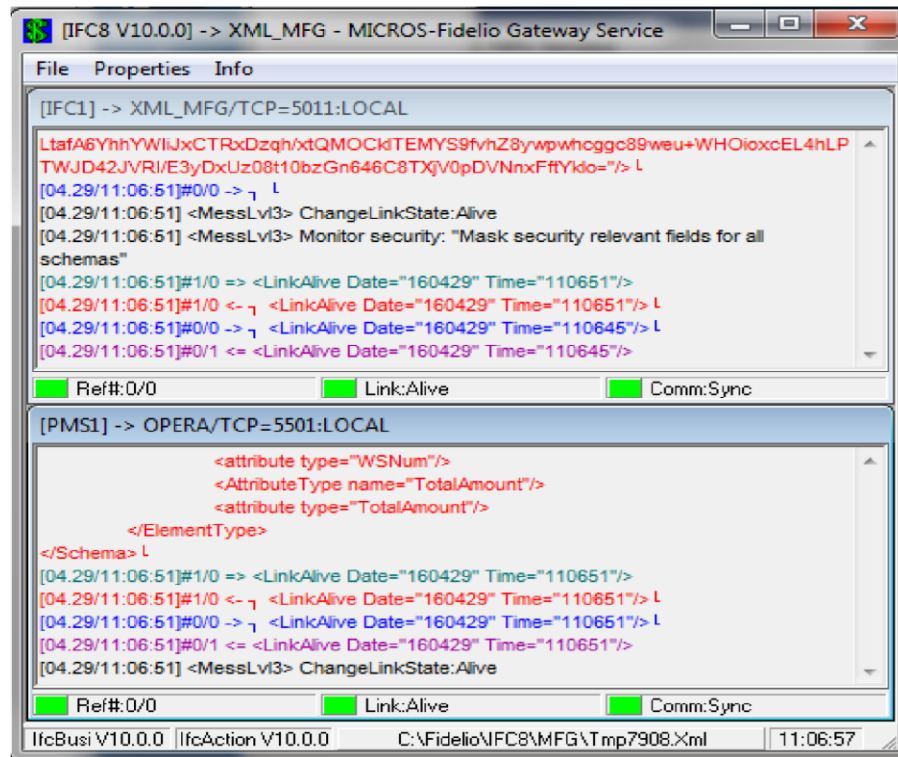 [IFC8 V10.0.0] -> XML_MFG - MICROS-Fidelio Gateway Service
File Properties Info
[IFC1] -> XML_MFG/TCP=5011:LOCAL
LtafA6YhhYWIiJxCTRxDzqh/xtQMOCklTEMYS9fvhZ8ywpwhcggc89weu+WHOioxcEL4hLP
TWJD42JVRI/E3yDxUz08t10bzGn646C8TXjV0pDVNnxFftYklo="/> └
[04.29/11:06:51]#0/0 -> ┐ └
[04.29/11:06:51] <MessLvl3> ChangeLinkState:Alive
[04.29/11:06:51] <MessLvl3> Monitor security: "Mask security relevant fields for all
schemas"
[04.29/11:06:51]#1/0 => <LinkAlive Date="160429" Time="110651"/>
[04.29/11:06:51]#1/0 <- ┐ <LinkAlive Date="160429" Time="110651"/> └
[04.29/11:06:51]#0/0 -> ┐ <LinkAlive Date="160429" Time="110645"/> └
[04.29/11:06:51]#0/1 <= <LinkAlive Date="160429" Time="110645"/>
Ref#:0/0 Link:Alive Comm:Sync
[PMS1] -> OPERA/TCP=5501:LOCAL
<attribute type="WSNum"/>
<AttributeType name="TotalAmount"/>
<attribute type="TotalAmount"/>
</ElementType>
</Schema> └
[04.29/11:06:51]#1/0 => <LinkAlive Date="160429" Time="110651"/>
[04.29/11:06:51]#1/0 <- ┐ <LinkAlive Date="160429" Time="110651"/> └
[04.29/11:06:51]#0/0 -> ┐ <LinkAlive Date="160429" Time="110651"/> └
[04.29/11:06:51]#0/1 <= <LinkAlive Date="160429" Time="110651"/>
[04.29/11:06:51] <MessLvl3> ChangeLinkState:Alive
Ref#:0/0 Link:Alive Comm:Sync
IfcBusi V10.0.0 IfcAction V10.0.0 C:\Fidelio\IFC8\MFG\Tmp7908.Xml 11:06:57